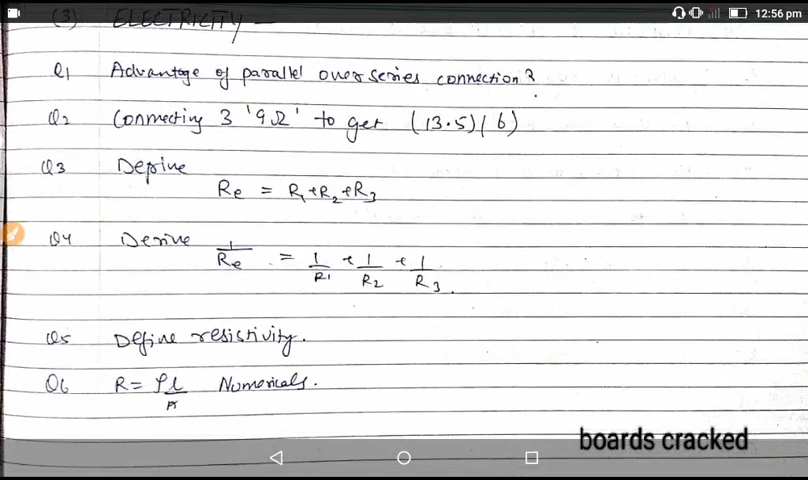 12:56 pm
(3) ELECTRICITY —
Q1 Advantage of parallel over series connection?
Q2 Connecting 3 '9Ω' to get (13.5)/6)
Q3 Derive
Re = R1+R2+R3
Q4 Derive 1/Re = 1/R1 + 1/R2 + 1/R3.
Q5 Define resistivity.
Q6 R = ρl/A Numericals.
boards cracked